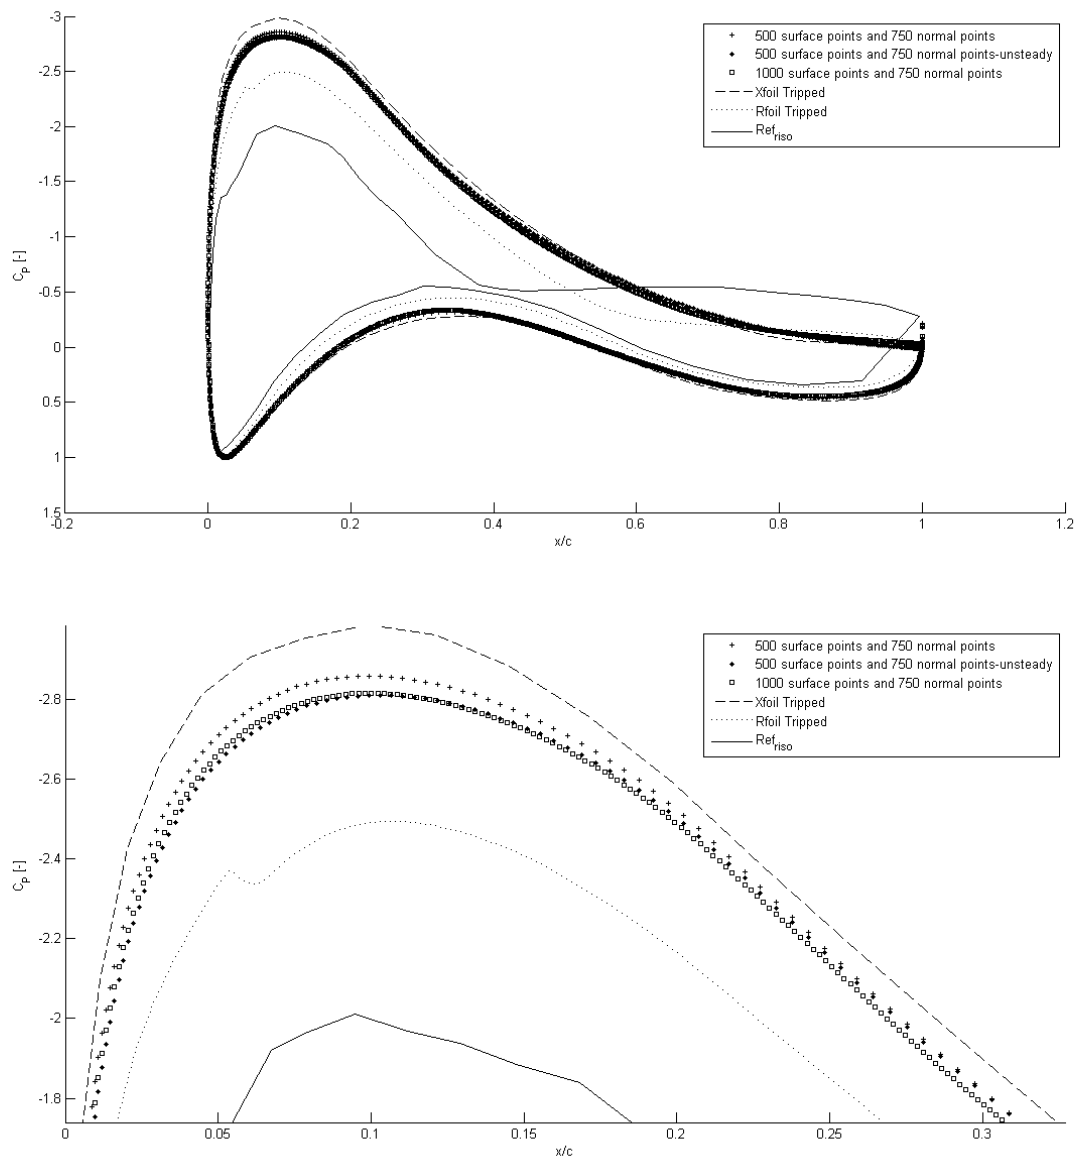 -3
-2.5
-2
-1.5
-1
-0.5
0
0.5
1
1.5
C_P [-]
-0.2 0 0.2 0.4 0.6 0.8 1 1.2
x/c
500 surface points and 750 normal points
500 surface points and 750 normal points-unsteady
1000 surface points and 750 normal points
Xfoil Tripped
Rfoil Tripped
Ref_riso
-2.8
-2.6
-2.4
-2.2
-2
-1.8
C_P [-]
0 0.05 0.1 0.15 0.2 0.25 0.3
x/c
500 surface points and 750 normal points
500 surface points and 750 normal points-unsteady
1000 surface points and 750 normal points
Xfoil Tripped
Rfoil Tripped
Ref_riso